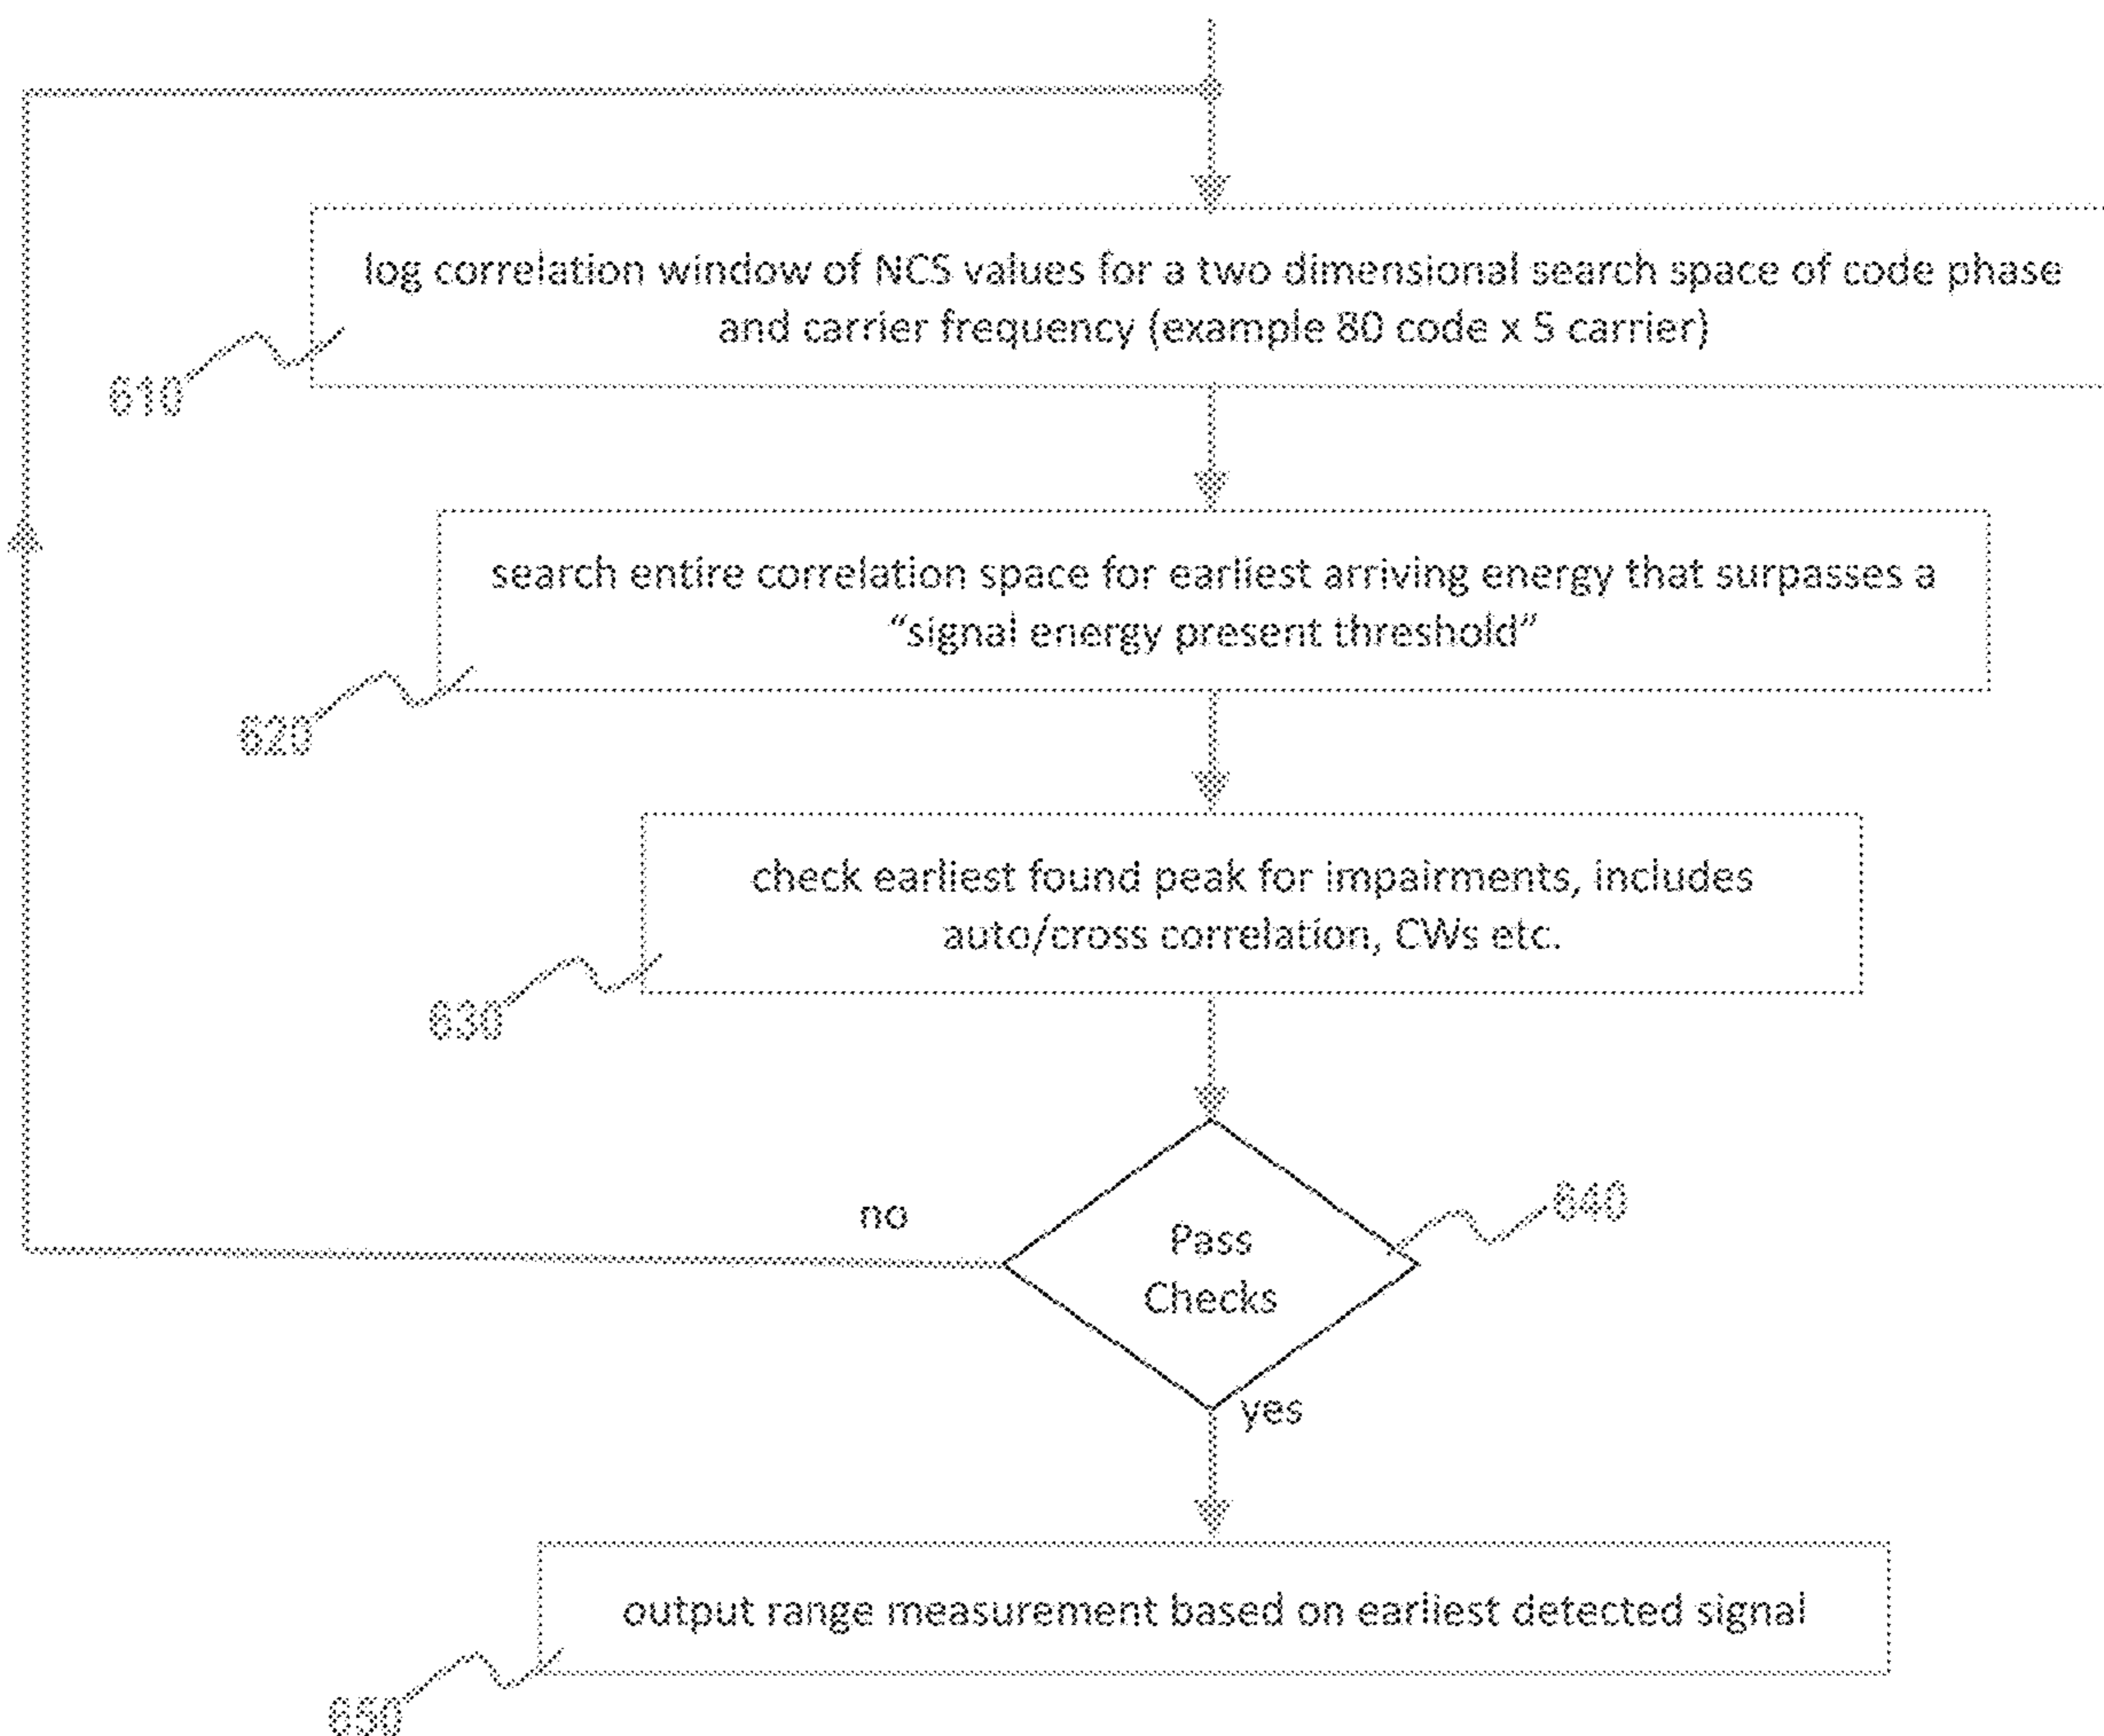 log correlation window of NCS values for a two dimensional search space of code phase
and carrier frequency (example 80 code x 5 carrier)
610
search entire correlation space for earliest arriving energy that surpasses a
“signal energy present threshold”
620
check earliest found peak for impairments, includes
auto/cross correlation, CWs etc.
630
no
640
Pass
Checks
yes
output range measurement based on earliest detected signal
650